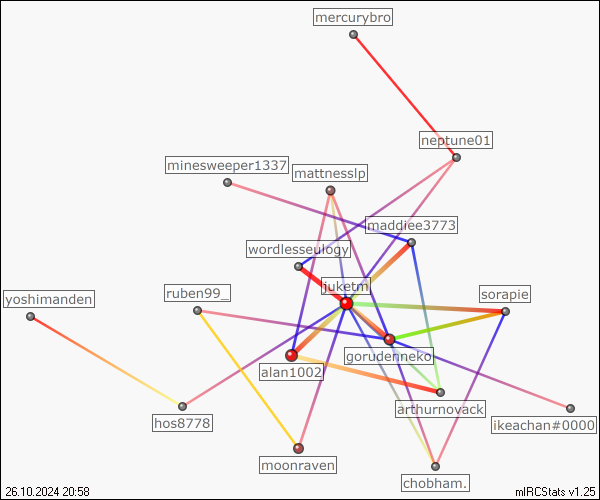 mercurybro
neptune01
minesweeper1337
mattnesslp
maddiee3773
wordlesseulogy
juketm
yoshimanden
ruben99_
sorapie
gorudenneko
alan1002
arthurnovack
hos8778
ikeachan#0000
moonraven
chobham.
26.10.2024 20:58
mIRCStats v1.25